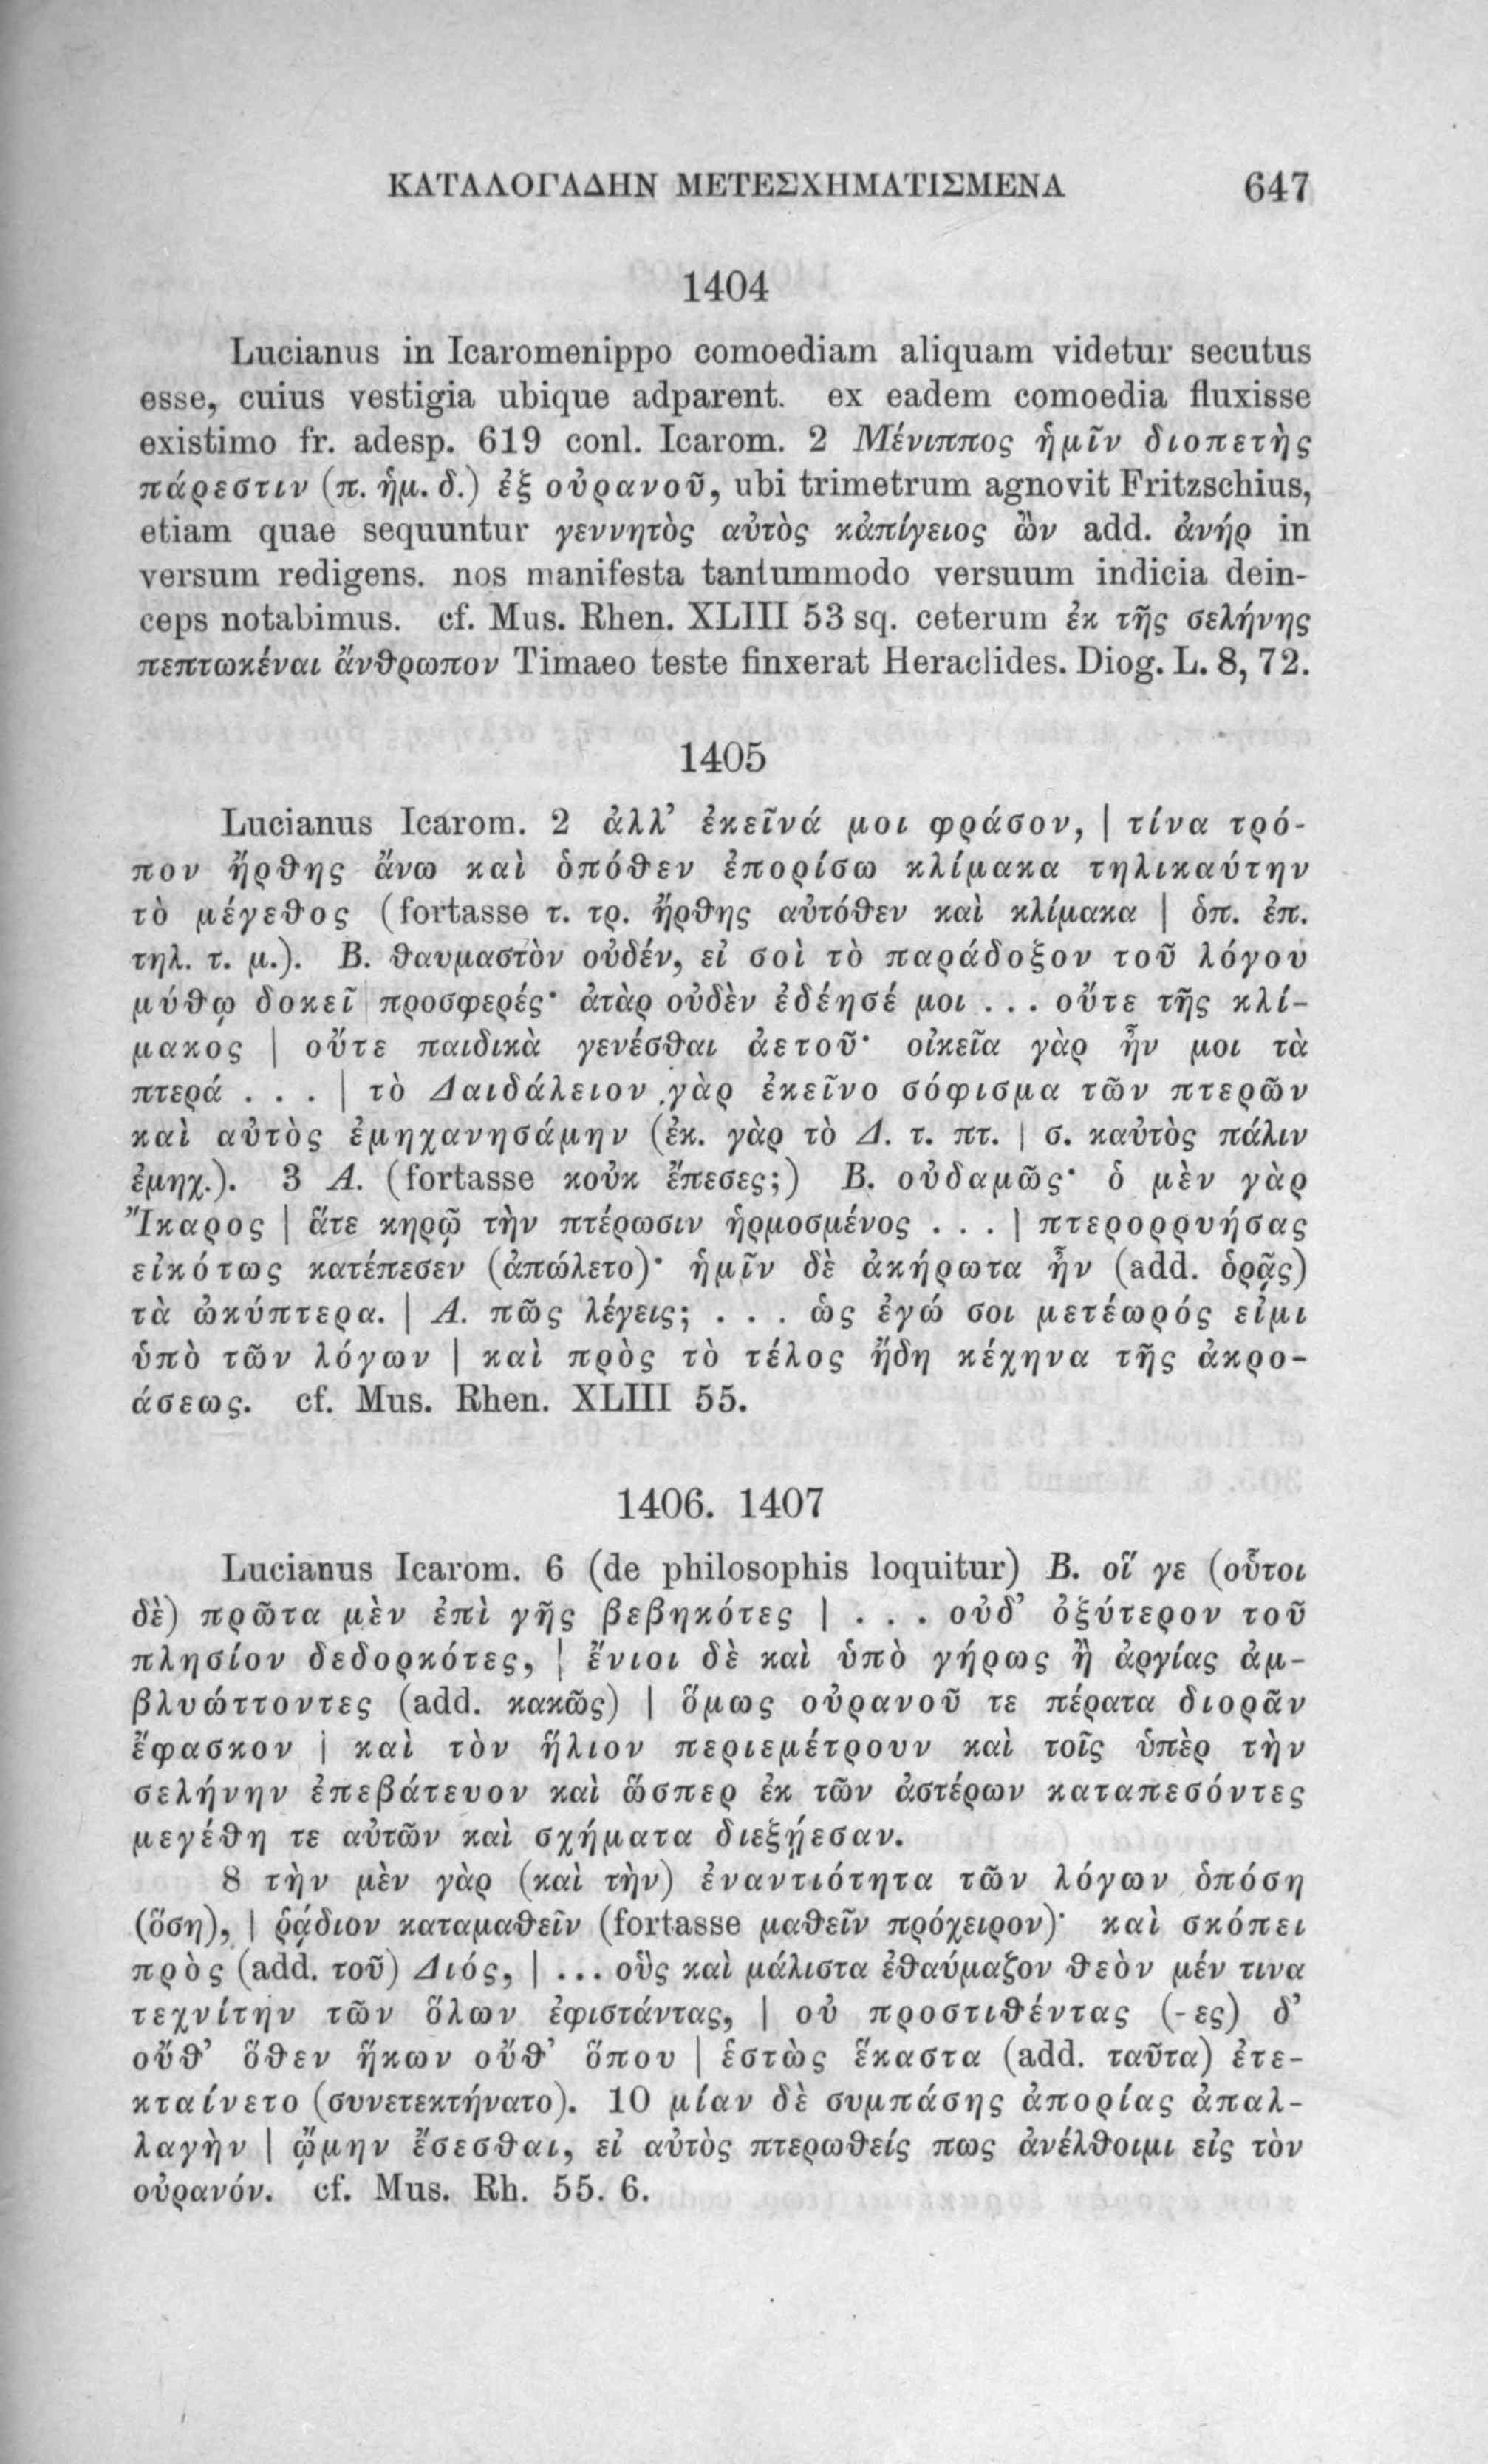 ΚΑΤΑΛΟΓΑΔΗΝ ΜΕΤΕΣΧΗΜΑΤΙΣΜΕΝΑ 647
1404
Lucianus in Icaromenippo comoediam aliquam videtur secutus
esse, cuius vestigia ubique adparent. ex eadem comoedia fluxisse
existimo fr. adesp. 619 conl. Icarom. 2 Μένιππος ἡμῖν διοπετὴς
πάρεστιν (π. ἡμ. δ.) ἐξ οὐρανοῦ, ubi trimetrum agnovit Fritzschius,
etiam quae sequuntur γεννητὸς αὐτὸς κἀπίγειος ὢν add. ἀνήρ in
versum redigens. nos manifesta tantummodo versuum indicia dein-
ceps notabimus. cf. Mus. Rhen. XLIII 53 sq. ceterum ἐκ τῆς σελήνης
πεπτωκέναι ἄνθρωπον Timaeo teste finxerat Heraclides. Diog. L. 8, 72.
1405
Lucianus Icarom. 2 ἀλλ’ ἐκεῖνά μοι φράσον, | τίνα τρό-
πον ἤρθης ἄνω καὶ ὁπόθεν ἐπορίσω κλίμακα τηλικαύτην
τὸ μέγεθος (fortasse τ. τρ. ἤρθης αὐτόθεν καὶ κλίμακα | ὁπ. ἐπ.
τηλ. τ. μ.). B. θαυμαστὸν οὐδέν, εἰ σοὶ τὸ παράδοξον τοῦ λόγου
μύθῳ δοκεῖ | προσφερές· ἀτὰρ οὐδὲν ἐδέησέ μοι ... οὔτε τῆς κλί-
μακος | οὔτε παιδικὰ γενέσθαι ἀετοῦ· οἰκεῖα γὰρ ἦν μοι τὰ
πτερά ... | τὸ Δαιδάλειον γὰρ ἐκεῖνο σόφισμα τῶν πτερῶν
καὶ αὐτὸς ἐμηχανησάμην (ἐκ. γὰρ τὸ Δ. τ. πτ. | σ. καὐτὸς πάλιν
ἐμηχ.). 3 A. (fortasse κοὐκ ἔπεσες;) B. οὐδαμῶς· ὁ μὲν γὰρ
Ἴκαρος | ἅτε κηρῷ τὴν πτέρωσιν ἡρμοσμένος ... | πτερορρυήσας
εἰκότως κατέπεσεν (ἀπώλετο)· ἡμῖν δὲ ἀκήρωτα ἦν (add. ὁρᾷς)
τὰ ὠκύπτερα. | A. πῶς λέγεις; ... ὡς ἐγώ σοι μετέωρός εἰμι
ὑπὸ τῶν λόγων | καὶ πρὸς τὸ τέλος ἤδη κέχηνα τῆς ἀκρο-
άσεως. cf. Mus. Rhen. XLIII 55.
1406. 1407
Lucianus Icarom. 6 (de philosophis loquitur) B. οἵ γε (οὗτοι
δὲ) πρῶτα μὲν ἐπὶ γῆς βεβηκότες | ... οὐδ’ ὀξύτερον τοῦ
πλησίον δεδορκότες, | ἔνιοι δὲ καὶ ὑπὸ γήρως ἢ ἀργίας ἀμ-
βλυώττοντες (add. κακῶς) | ὅμως οὐρανοῦ τε πέρατα διορᾶν
ἔφασκον | καὶ τὸν ἥλιον περιεμέτρουν καὶ τοῖς ὑπὲρ τὴν
σελήνην ἐπεβάτευον καὶ ὥσπερ ἐκ τῶν ἀστέρων καταπεσόντες
μεγέθη τε αὐτῶν καὶ σχήματα διεξῄεσαν.
8 τὴν μὲν γὰρ (καὶ τὴν) ἐναντιότητα τῶν λόγων ὁπόση
(ὅση), | ῥᾴδιον καταμαθεῖν (fortasse μαθεῖν πρόχειρον)· καὶ σκόπει
πρὸς (add. τοῦ) Διός, | ... οὓς καὶ μάλιστα ἐθαύμαζον θεὸν μέν τινα
τεχνίτην τῶν ὅλων ἐφιστάντας, | οὐ προστιθέντας (-ες) δ’
οὔθ’ ὅθεν ἥκων οὔθ’ ὅπου | ἑστὼς ἕκαστα (add. ταῦτα) ἐτε-
κταίνετο (συνετεκτήνατο). 10 μίαν δὲ συμπάσης ἀπορίας ἀπαλ-
λαγὴν | ᾤμην ἔσεσθαι, εἰ αὐτὸς πτερωθείς πως ἀνέλθοιμι εἰς τὸν
οὐρανόν. cf. Mus. Rh. 55. 6.